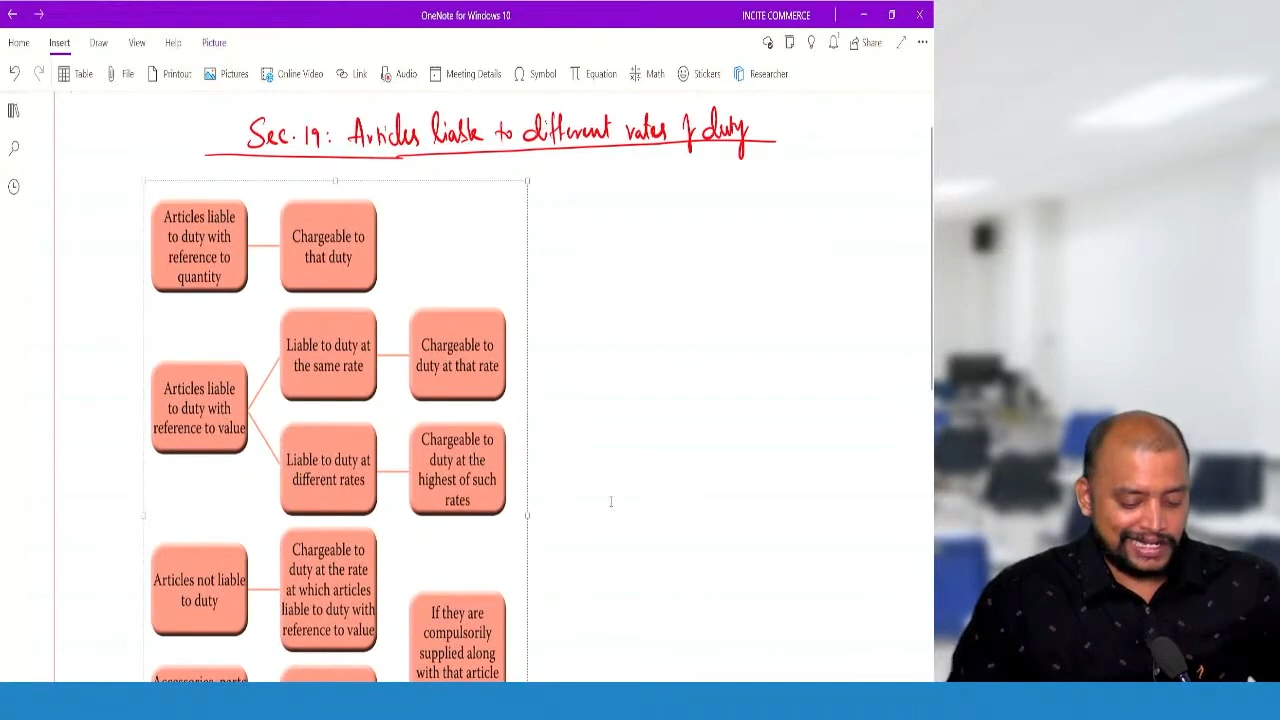 OneNote for Windows 10
INCITE COMMERCE
Home
Insert
Draw
View
Help
Picture
Share
Table
File
Printout
Pictures
Online Video
Link
Audio
Meeting Details
Symbol
Equation
Math
Stickers
Researcher
Sec. 19: Articles liable to different rates of duty
Articles liable
to duty with
reference to
quantity
Chargeable to
that duty
Articles liable
to duty with
reference to value
Liable to duty at
the same rate
Chargeable to
duty at that rate
Liable to duty at
different rates
Chargeable to
duty at the
highest of such
rates
Articles not liable
to duty
Chargeable to
duty at the rate
at which articles
liable to duty with
reference to value
If they are
compulsorily
supplied along
with that article
Accessories, parts